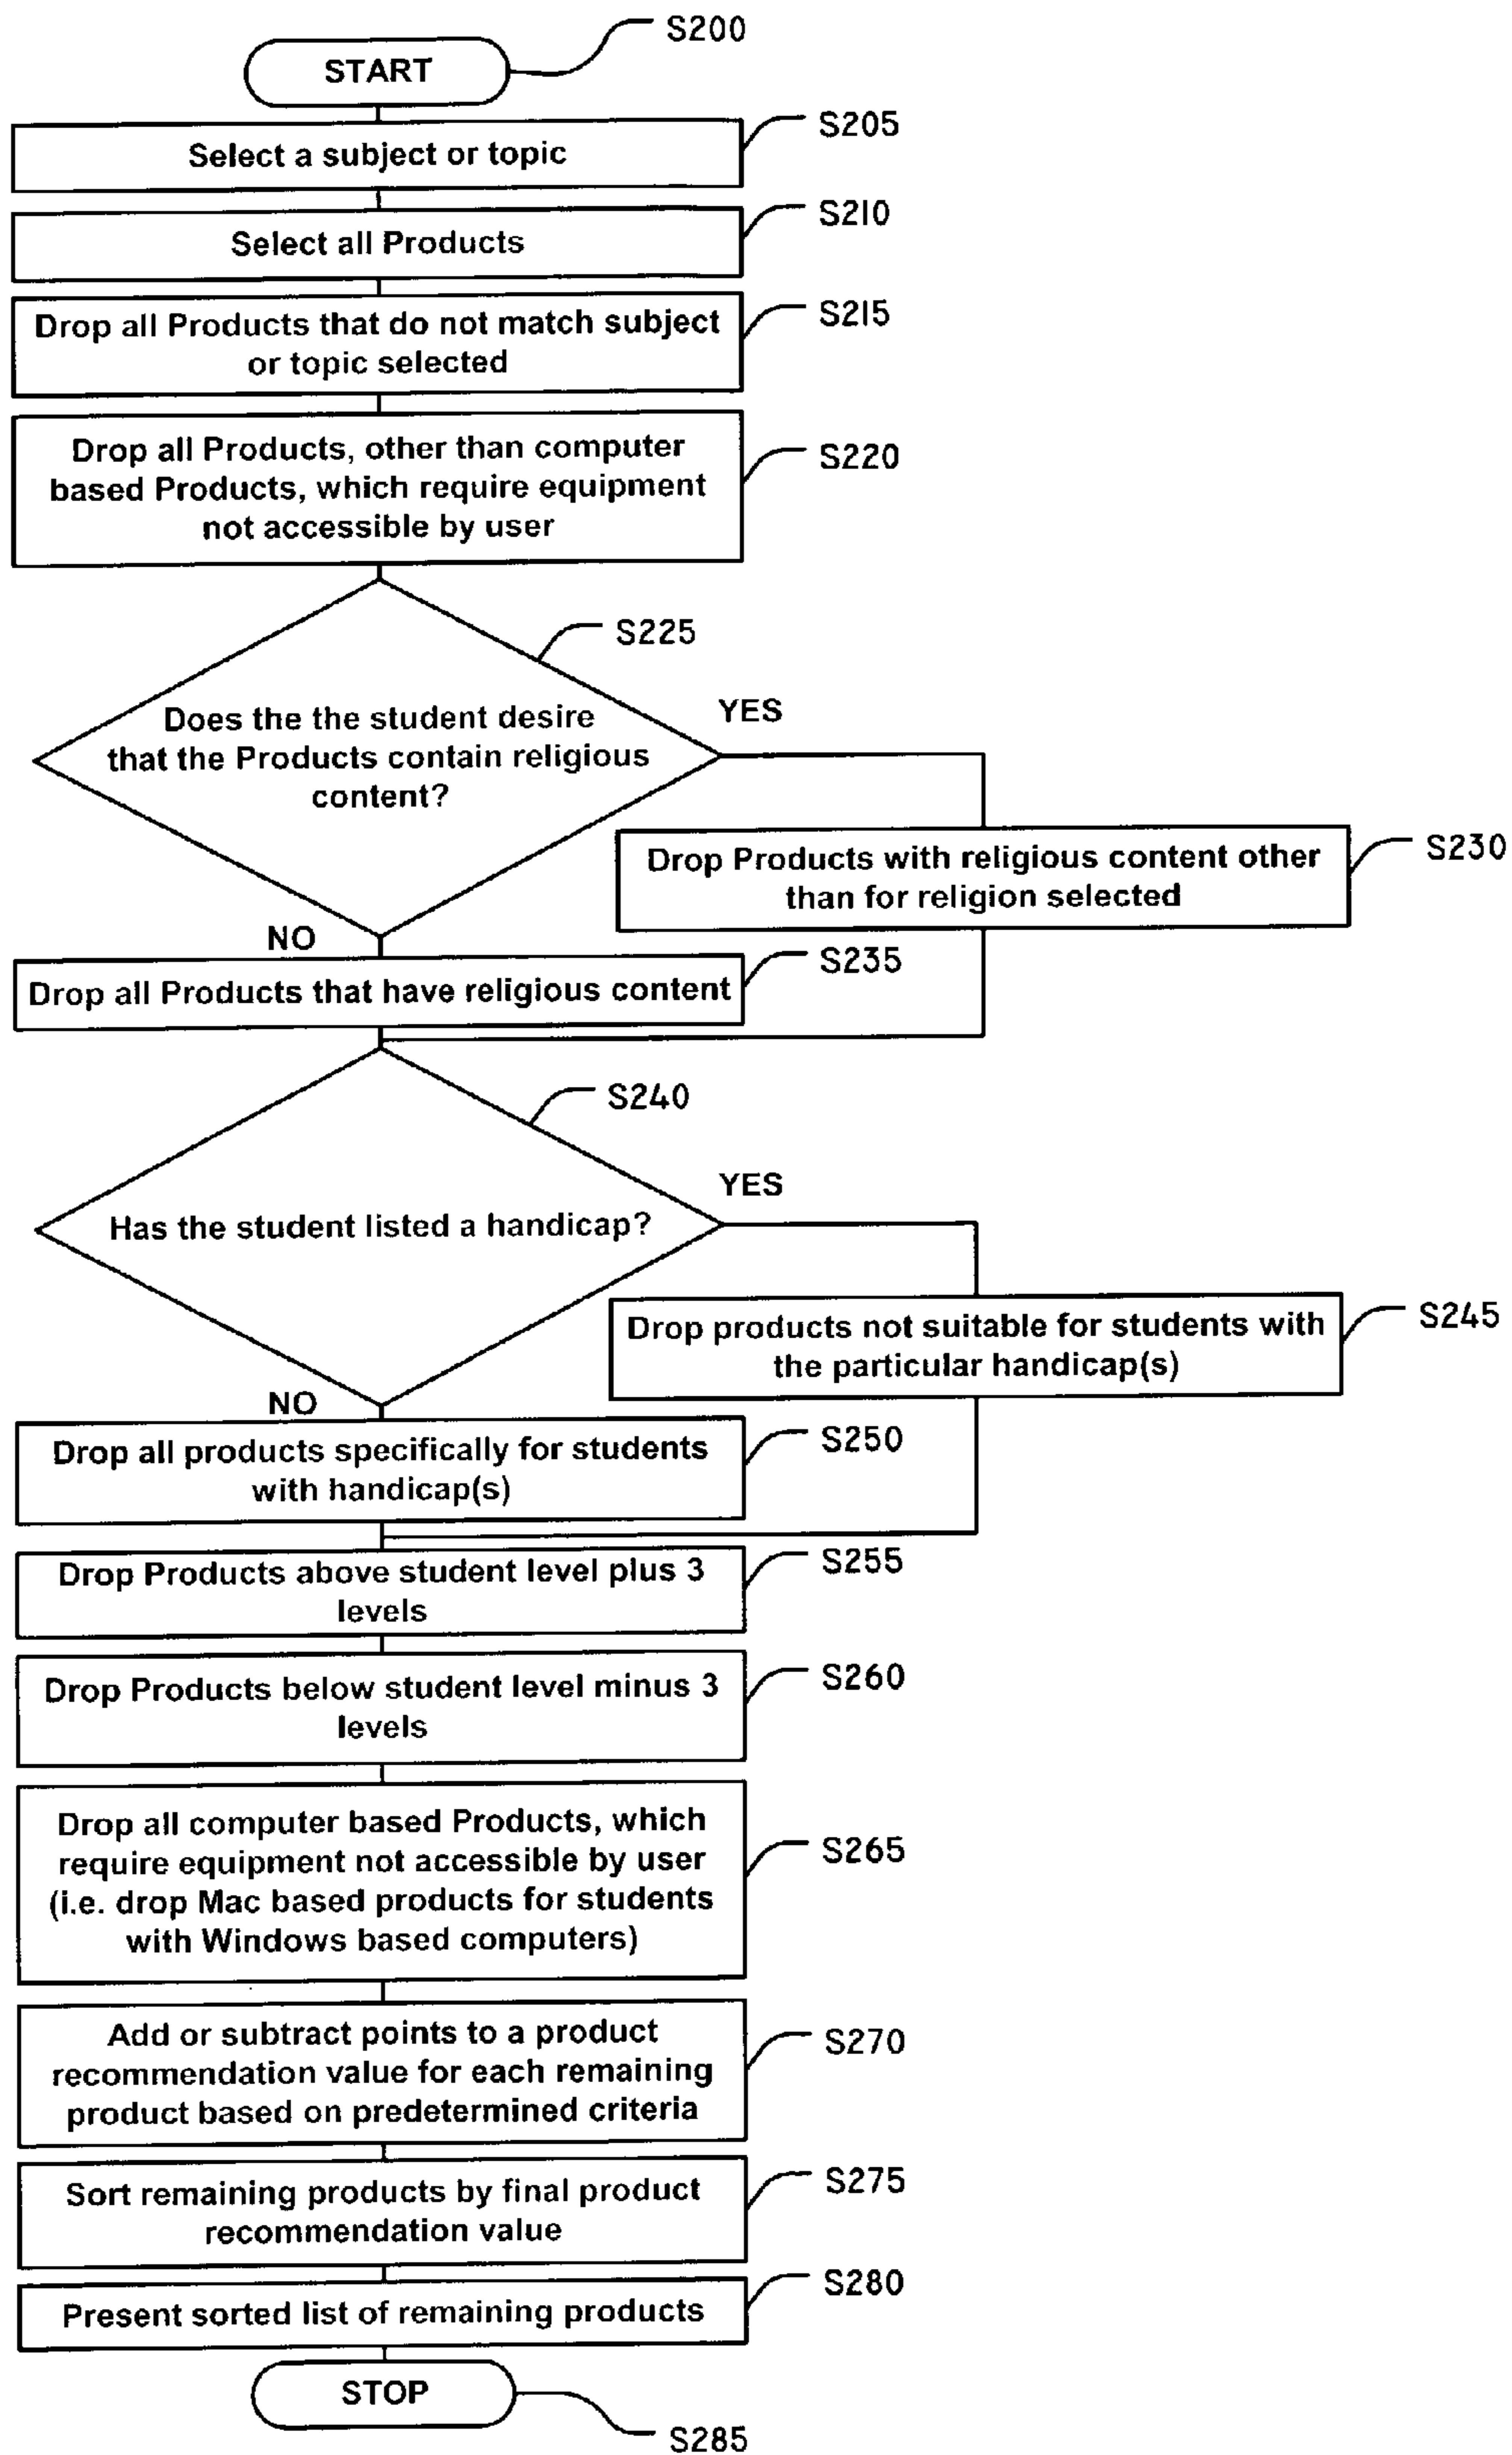 S200
START
S205
Select a subject or topic
S210
Select all Products
S215
Drop all Products that do not match subject
or topic selected
S220
Drop all Products, other than computer
based Products, which require equipment
not accessible by user
S225
Does the the student desire
that the Products contain religious
content?
YES
S230
Drop Products with religious content other
than for religion selected
NO
S235
Drop all Products that have religious content
S240
Has the student listed a handicap?
YES
S245
Drop products not suitable for students with
the particular handicap(s)
NO
S250
Drop all products specifically for students
with handicap(s)
S255
Drop Products above student level plus 3
levels
S260
Drop Products below student level minus 3
levels
S265
Drop all computer based Products, which
require equipment not accessible by user
(i.e. drop Mac based products for students
with Windows based computers)
S270
Add or subtract points to a product
recommendation value for each remaining
product based on predetermined criteria
S275
Sort remaining products by final product
recommendation value
S280
Present sorted list of remaining products
STOP
S285